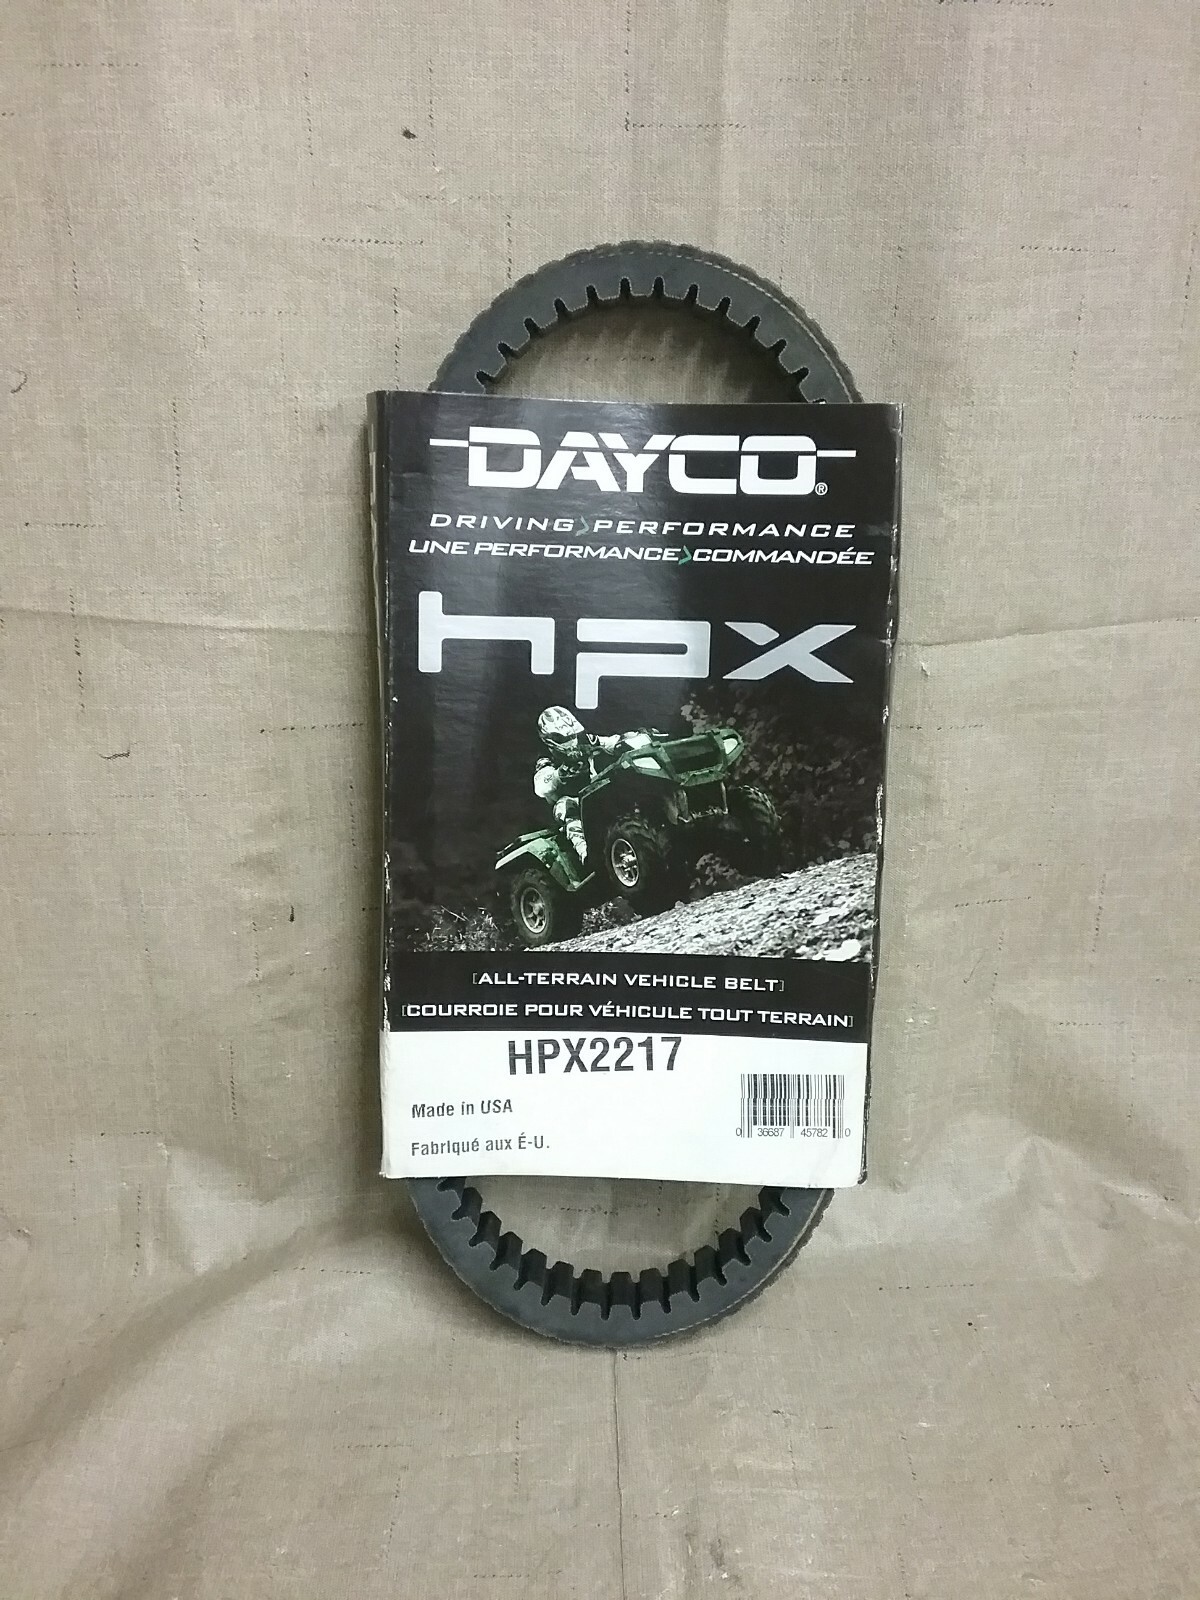 DAYCO®
DRIVING>PERFORMANCE
UNE PERFORMANCE>COMMANDÉE
hpx
[ALL-TERRAIN VEHICLE BELT]
[COURROIE POUR VÉHICULE TOUT TERRAIN]
HPX2217
Made in USA
Fabriqué aux É-U.
0 36687 45782 0